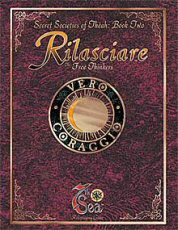 Secret Societies of Théah: Book Two
Rilasciare
Free Thinkers
VERO
CORAGGIO
7th Sea